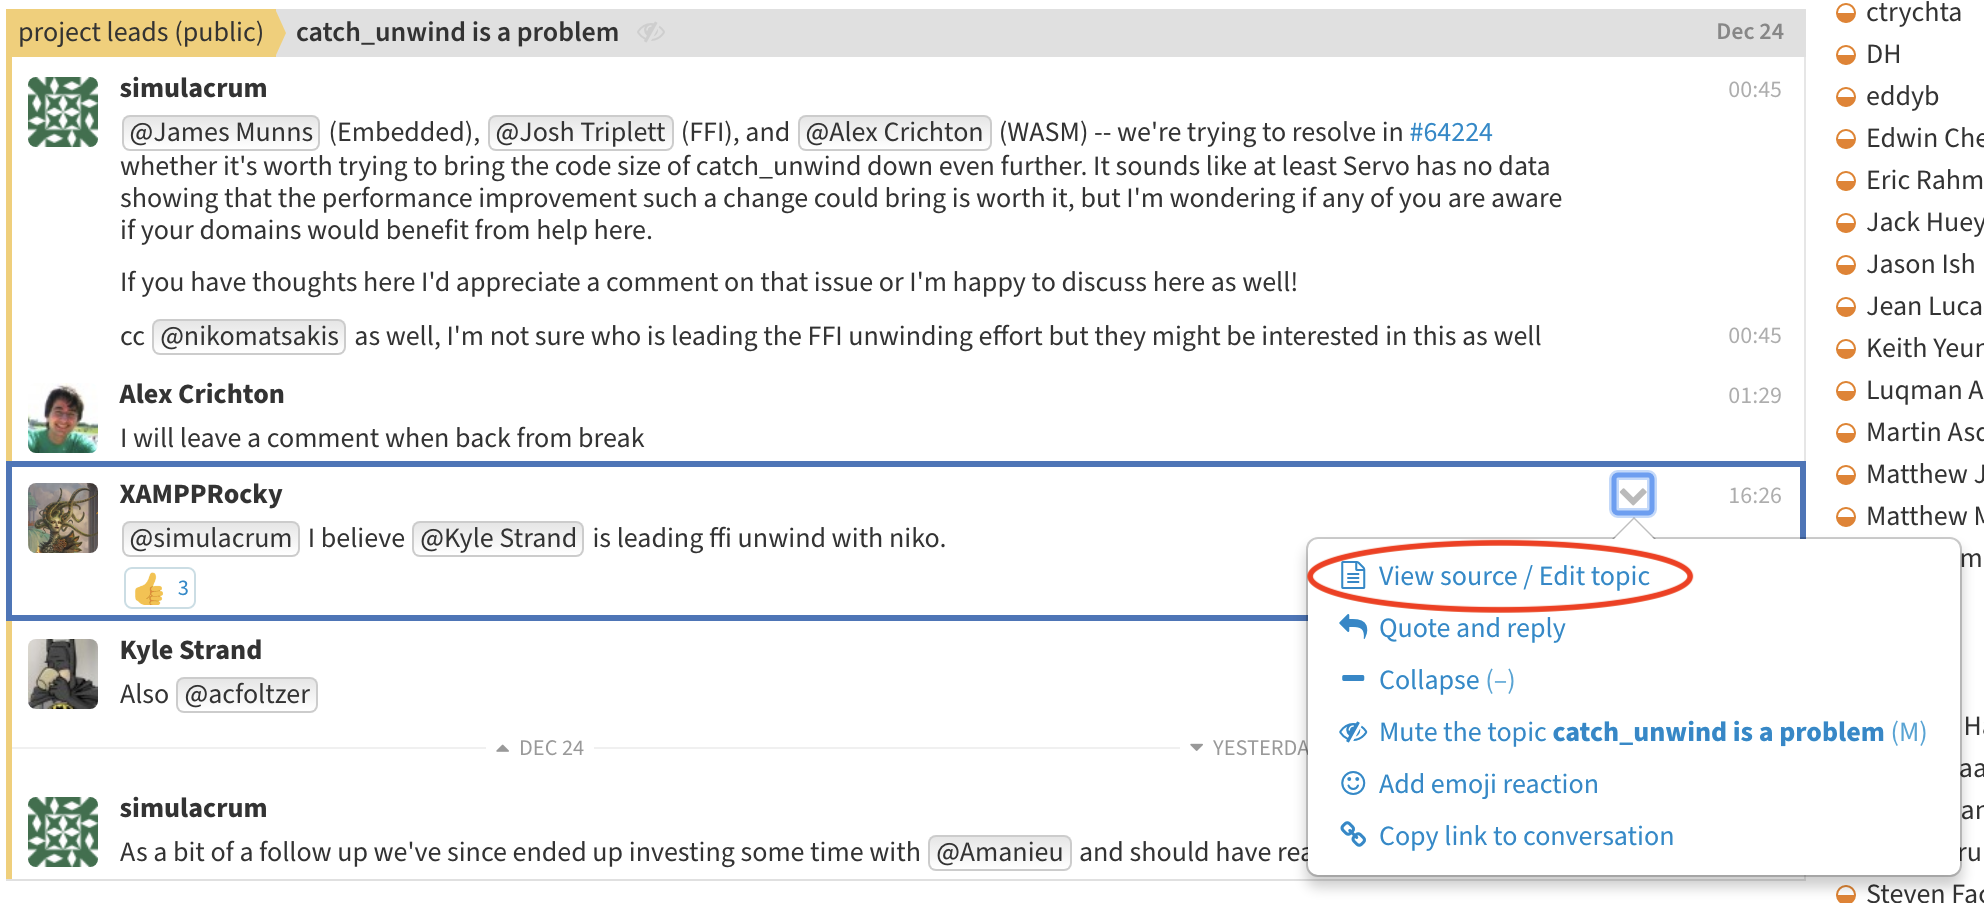 project leads (public) catch_unwind is a problem Dec 24
simulacrum 00:45
@James Munns (Embedded), @Josh Triplett (FFI), and @Alex Crichton (WASM) -- we're trying to resolve in #64224
whether it's worth trying to bring the code size of catch_unwind down even further. It sounds like at least Servo has no data
showing that the performance improvement such a change could bring is worth it, but I'm wondering if any of you are aware
if your domains would benefit from help here.
If you have thoughts here I'd appreciate a comment on that issue or I'm happy to discuss here as well!
cc @nikomatsakis as well, I'm not sure who is leading the FFI unwinding effort but they might be interested in this as well 00:45
Alex Crichton 01:29
I will leave a comment when back from break
XAMPPRocky 16:26
@simulacrum I believe @Kyle Strand is leading ffi unwind with niko.
👍 3
Kyle Strand
Also @acfoltzer
DEC 24 YESTERDA
simulacrum
As a bit of a follow up we've since ended up investing some time with @Amanieu and should have rea
View source / Edit topic
Quote and reply
Collapse (–)
Mute the topic catch_unwind is a problem (M)
Add emoji reaction
Copy link to conversation
ctrychta
DH
eddyb
Edwin Che
Eric Rahm
Jack Huey
Jason Ish
Jean Luca
Keith Yeun
Luqman A
Martin Asq
Matthew J
Matthew M
Steven Fac